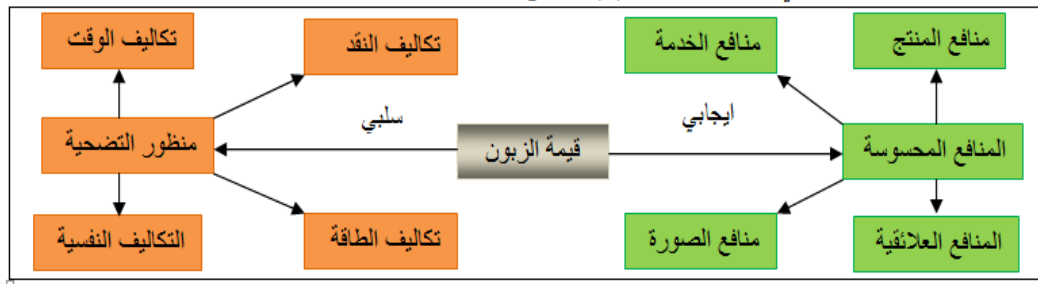 منافع المنتج
منافع الخدمة
تكاليف النقد
تكاليف الوقت
ايجابي
سلبي
المنافع المحسوسة
قيمة الزبون
منظور التضحية
المنافع العلائقية
منافع الصورة
تكاليف الطاقة
التكاليف النفسية